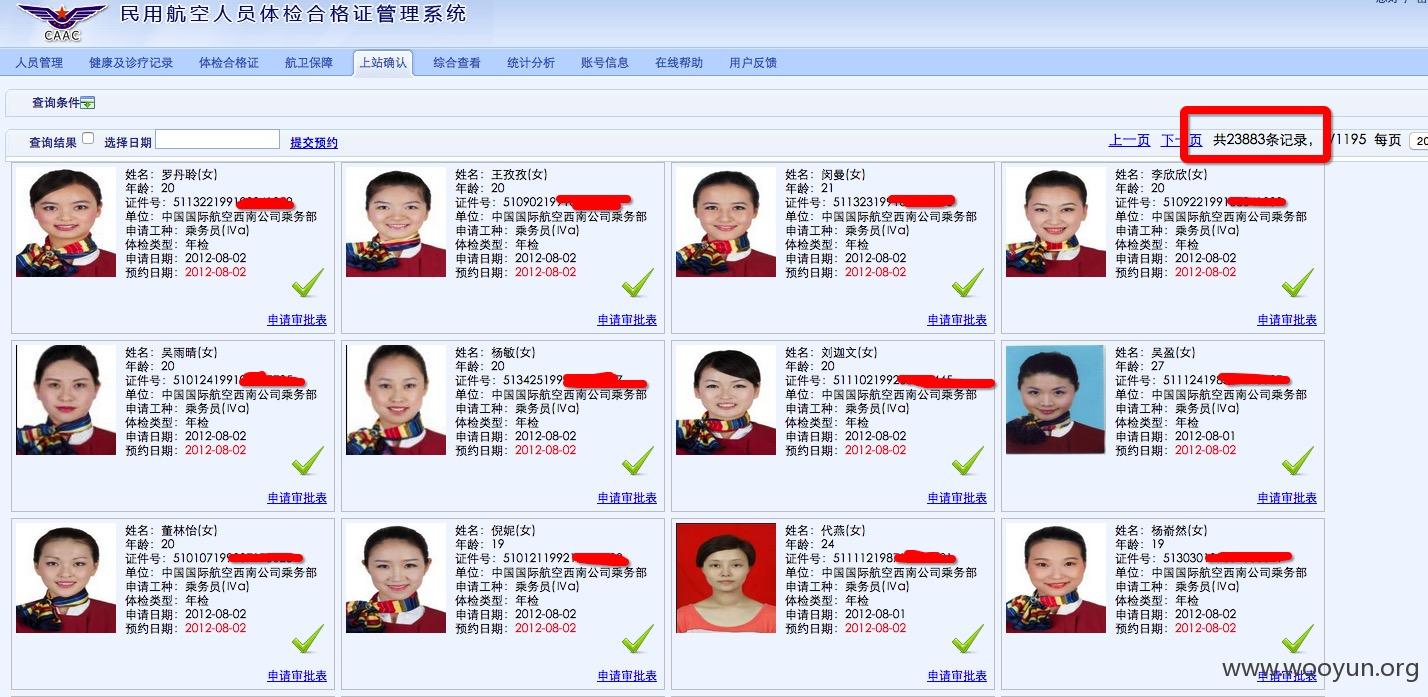 民用航空人员体检合格证管理系统
CAAC
人员管理 健康及诊疗记录 体检合格证 航卫保障 上站确认 综合查看 统计分析 账号信息 在线帮助 用户反馈
查询条件
查询结果 选择日期 提交预约 上一页 下一页 共23883条记录, /1195 每页 20
姓名: 罗丹聆(女)
年龄: 20
证件号: 511322199
单位: 中国国际航空西南公司乘务部
申请工种: 乘务员(IVa)
体检类型: 年检
申请日期: 2012-08-02
预约日期: 2012-08-02
申请审批表
姓名: 王孜孜(女)
年龄: 20
证件号: 51090219
单位: 中国国际航空西南公司乘务部
申请工种: 乘务员(IVa)
体检类型: 年检
申请日期: 2012-08-02
预约日期: 2012-08-02
申请审批表
姓名: 闵曼(女)
年龄: 21
证件号: 51132319
单位: 中国国际航空西南公司乘务部
申请工种: 乘务员(IVa)
体检类型: 年检
申请日期: 2012-08-02
预约日期: 2012-08-02
申请审批表
姓名: 李欣欣(女)
年龄: 20
证件号: 510922199
单位: 中国国际航空西南公司乘务部
申请工种: 乘务员(IVa)
体检类型: 年检
申请日期: 2012-08-02
预约日期: 2012-08-02
申请审批表
姓名: 吴雨晴(女)
年龄: 20
证件号: 510124199
单位: 中国国际航空西南公司乘务部
申请工种: 乘务员(IVa)
体检类型: 年检
申请日期: 2012-08-02
预约日期: 2012-08-02
申请审批表
姓名: 杨敏(女)
年龄: 20
证件号: 513425199
单位: 中国国际航空西南公司乘务部
申请工种: 乘务员(IVa)
体检类型: 年检
申请日期: 2012-08-02
预约日期: 2012-08-02
申请审批表
姓名: 刘迦文(女)
年龄: 20
证件号: 511102199
单位: 中国国际航空西南公司乘务部
申请工种: 乘务员(IVa)
体检类型: 年检
申请日期: 2012-08-02
预约日期: 2012-08-02
申请审批表
姓名: 吴盈(女)
年龄: 27
证件号: 51112419
单位: 中国国际航空西南公司乘务部
申请工种: 乘务员(IVa)
体检类型: 年检
申请日期: 2012-08-01
预约日期: 2012-08-02
申请审批表
姓名: 董林怡(女)
年龄: 20
证件号: 510107199
单位: 中国国际航空西南公司乘务部
申请工种: 乘务员(IVa)
体检类型: 年检
申请日期: 2012-08-02
预约日期: 2012-08-02
申请审批表
姓名: 倪妮(女)
年龄: 19
证件号: 510121199
单位: 中国国际航空西南公司乘务部
申请工种: 乘务员(IVa)
体检类型: 年检
申请日期: 2012-08-02
预约日期: 2012-08-02
申请审批表
姓名: 代燕(女)
年龄: 24
证件号: 511112198
单位: 中国国际航空西南公司乘务部
申请工种: 乘务员(IVa)
体检类型: 年检
申请日期: 2012-08-01
预约日期: 2012-08-02
申请审批表
姓名: 杨嵛然(女)
年龄: 19
证件号: 513030
单位: 中国国际航空西南公司乘务部
申请工种: 乘务员(IVa)
体检类型: 年检
申请日期: 2012-08-02
预约日期: 2012-08-02
申请审批表
www.wooyun.org